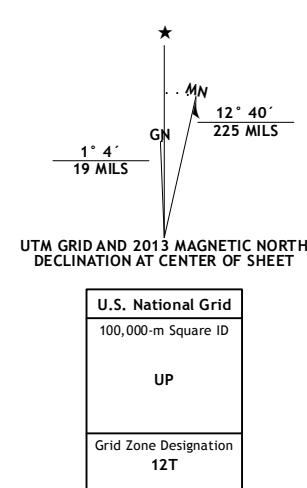 ★
MN
12° 40´
225 MILS
GN
1° 4´
19 MILS
UTM GRID AND 2013 MAGNETIC NORTH
DECLINATION AT CENTER OF SHEET
U.S. National Grid
100,000-m Square ID
UP
Grid Zone Designation
12T